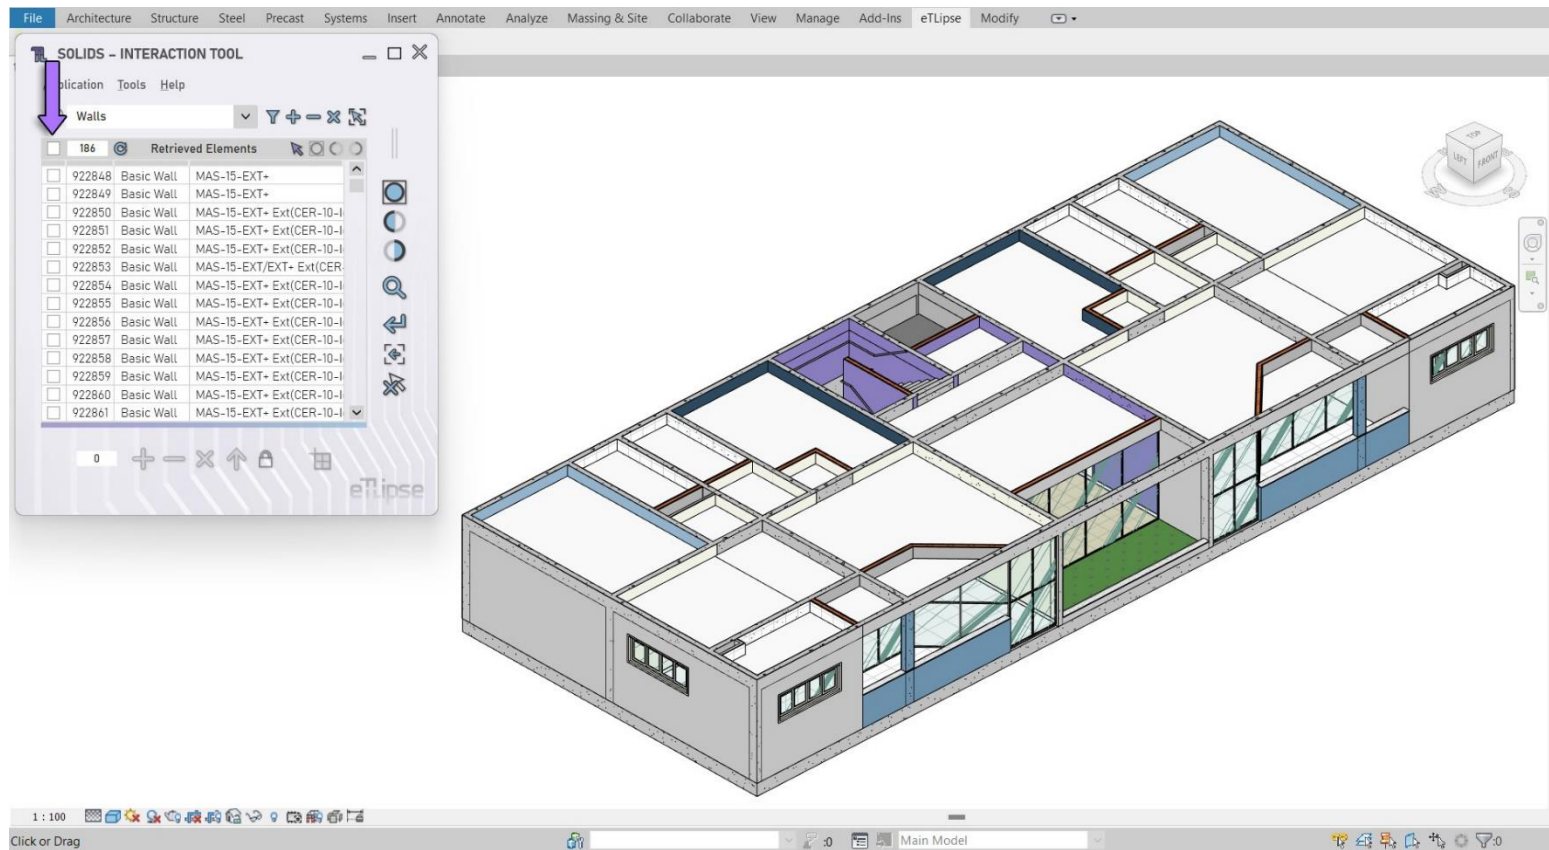 File Architecture Structure Steel Precast Systems Insert Annotate Analyze Massing & Site Collaborate View Manage Add-Ins eTLipse Modify
SOLIDS – INTERACTION TOOL
Tools Help
Walls
186 Retrieved Elements
922848 Basic Wall MAS-15-EXT+
922849 Basic Wall MAS-15-EXT+
922850 Basic Wall MAS-15-EXT+ Ext(CER-10-I
922851 Basic Wall MAS-15-EXT+ Ext(CER-10-I
922852 Basic Wall MAS-15-EXT+ Ext(CER-10-I
922853 Basic Wall MAS-15-EXT/EXT+ Ext(CER-
922854 Basic Wall MAS-15-EXT+ Ext(CER-10-I
922855 Basic Wall MAS-15-EXT+ Ext(CER-10-I
922856 Basic Wall MAS-15-EXT+ Ext(CER-10-I
922857 Basic Wall MAS-15-EXT+ Ext(CER-10-I
922858 Basic Wall MAS-15-EXT+ Ext(CER-10-I
922859 Basic Wall MAS-15-EXT+ Ext(CER-10-I
922860 Basic Wall MAS-15-EXT+ Ext(CER-10-I
922861 Basic Wall MAS-15-EXT+ Ext(CER-10-I
0
eTLipse
TOP
LEFT FRONT
1 : 100
Click or Drag :0 Main Model :0